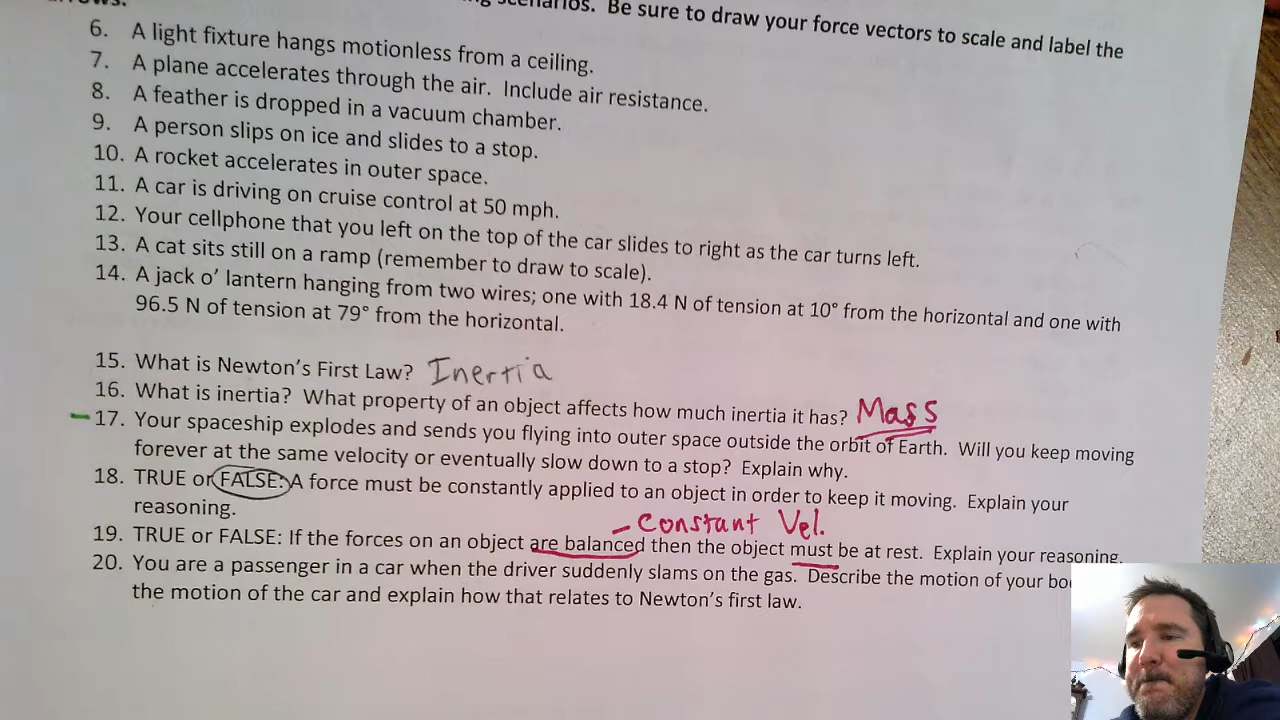 scenarios. Be sure to draw your force vectors to scale and label the
6. A light fixture hangs motionless from a ceiling.
7. A plane accelerates through the air. Include air resistance.
8. A feather is dropped in a vacuum chamber.
9. A person slips on ice and slides to a stop.
10. A rocket accelerates in outer space.
11. A car is driving on cruise control at 50 mph.
12. Your cellphone that you left on the top of the car slides to right as the car turns left.
13. A cat sits still on a ramp (remember to draw to scale).
14. A jack o' lantern hanging from two wires; one with 18.4 N of tension at 10° from the horizontal and one with
96.5 N of tension at 79° from the horizontal.
15. What is Newton's First Law? Inertia
16. What is inertia? What property of an object affects how much inertia it has? Mass
17. Your spaceship explodes and sends you flying into outer space outside the orbit of Earth. Will you keep moving
forever at the same velocity or eventually slow down to a stop? Explain why.
18. TRUE or FALSE: A force must be constantly applied to an object in order to keep it moving. Explain your
reasoning.
- Constant Vel.
19. TRUE or FALSE: If the forces on an object are balanced then the object must be at rest. Explain your reasoning.
20. You are a passenger in a car when the driver suddenly slams on the gas. Describe the motion of your
the motion of the car and explain how that relates to Newton's first law.